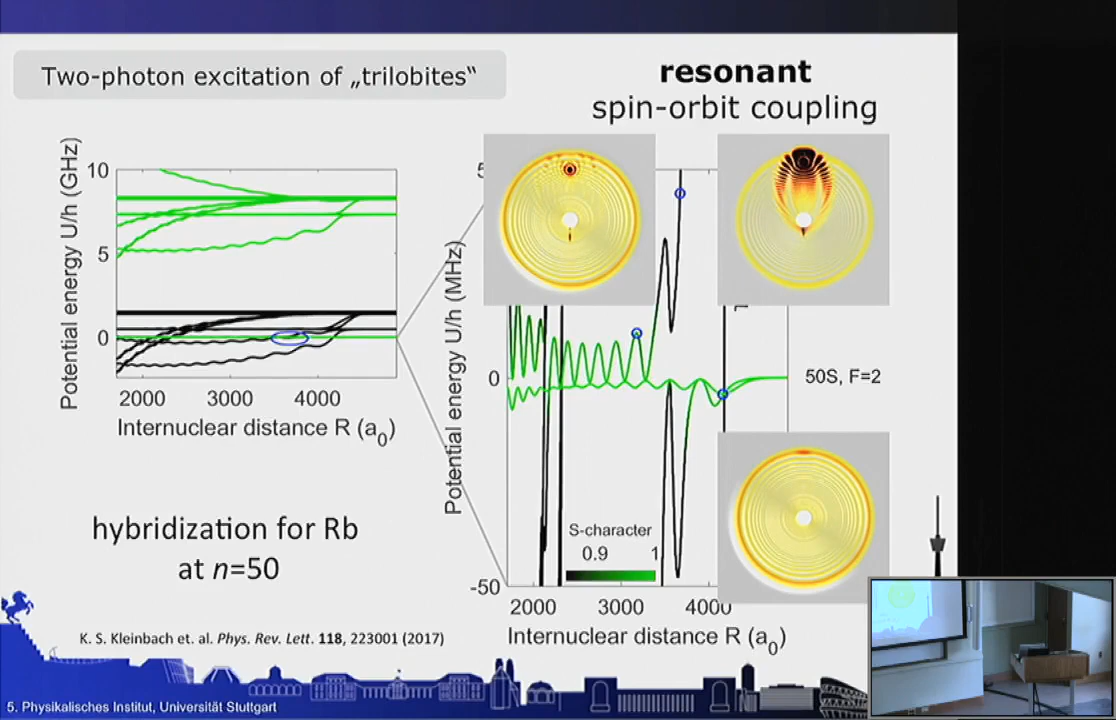 Two-photon excitation of „trilobites“
resonant
spin-orbit coupling
Potential energy U/h (GHz)
10
5
0
2000 3000 4000
Internuclear distance R (a0)
Potential energy U/h (MHz)
0
-50
50S, F=2
S-character
0.9 1
2000 3000 4000
Internuclear distance R (a0)
hybridization for Rb
at n=50
K. S. Kleinbach et. al. Phys. Rev. Lett. 118, 223001 (2017)
5. Physikalisches Institut, Universität Stuttgart